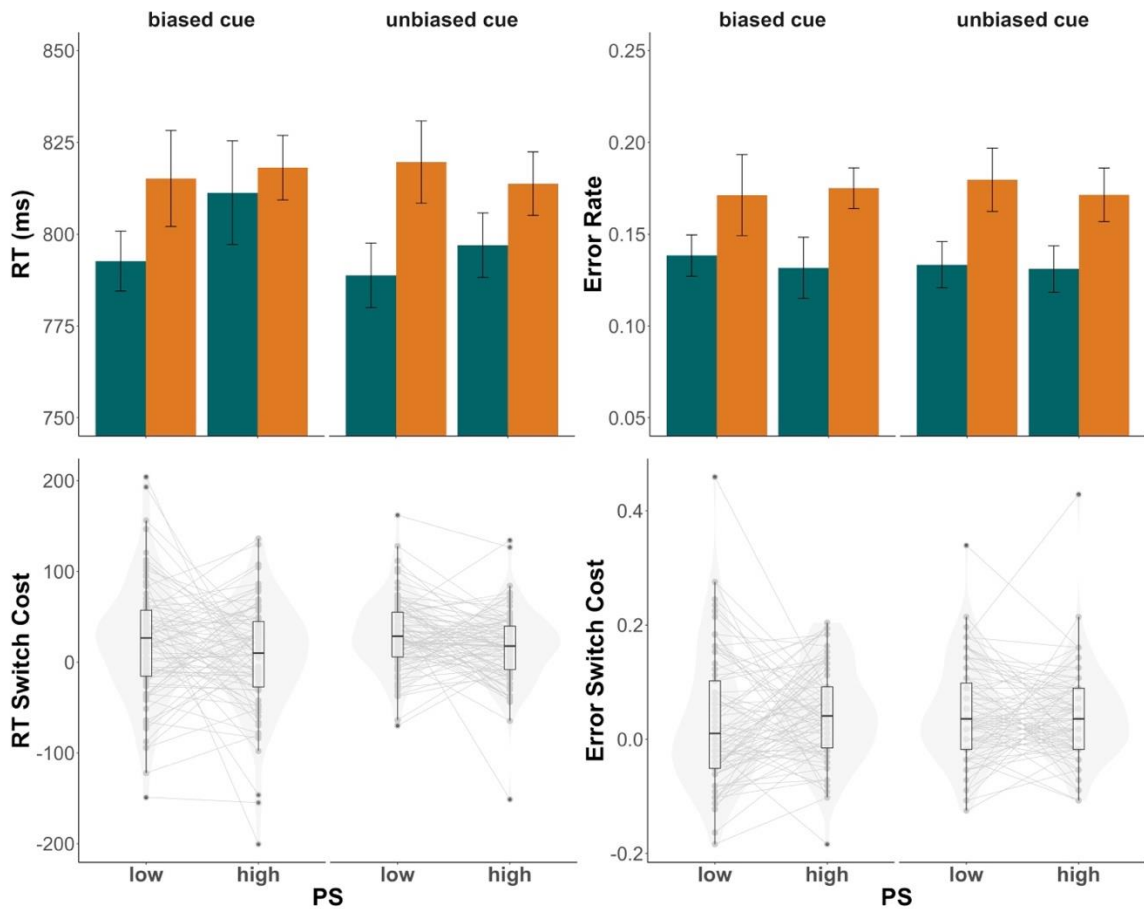 biased cue unbiased cue biased cue unbiased cue
850
825
800
775
750
RT (ms)
0.25
0.20
0.15
0.10
0.05
Error Rate
200
100
0
-100
-200
RT Switch Cost
low high low high
PS
0.4
0.2
0.0
-0.2
Error Switch Cost
low high low high
PS